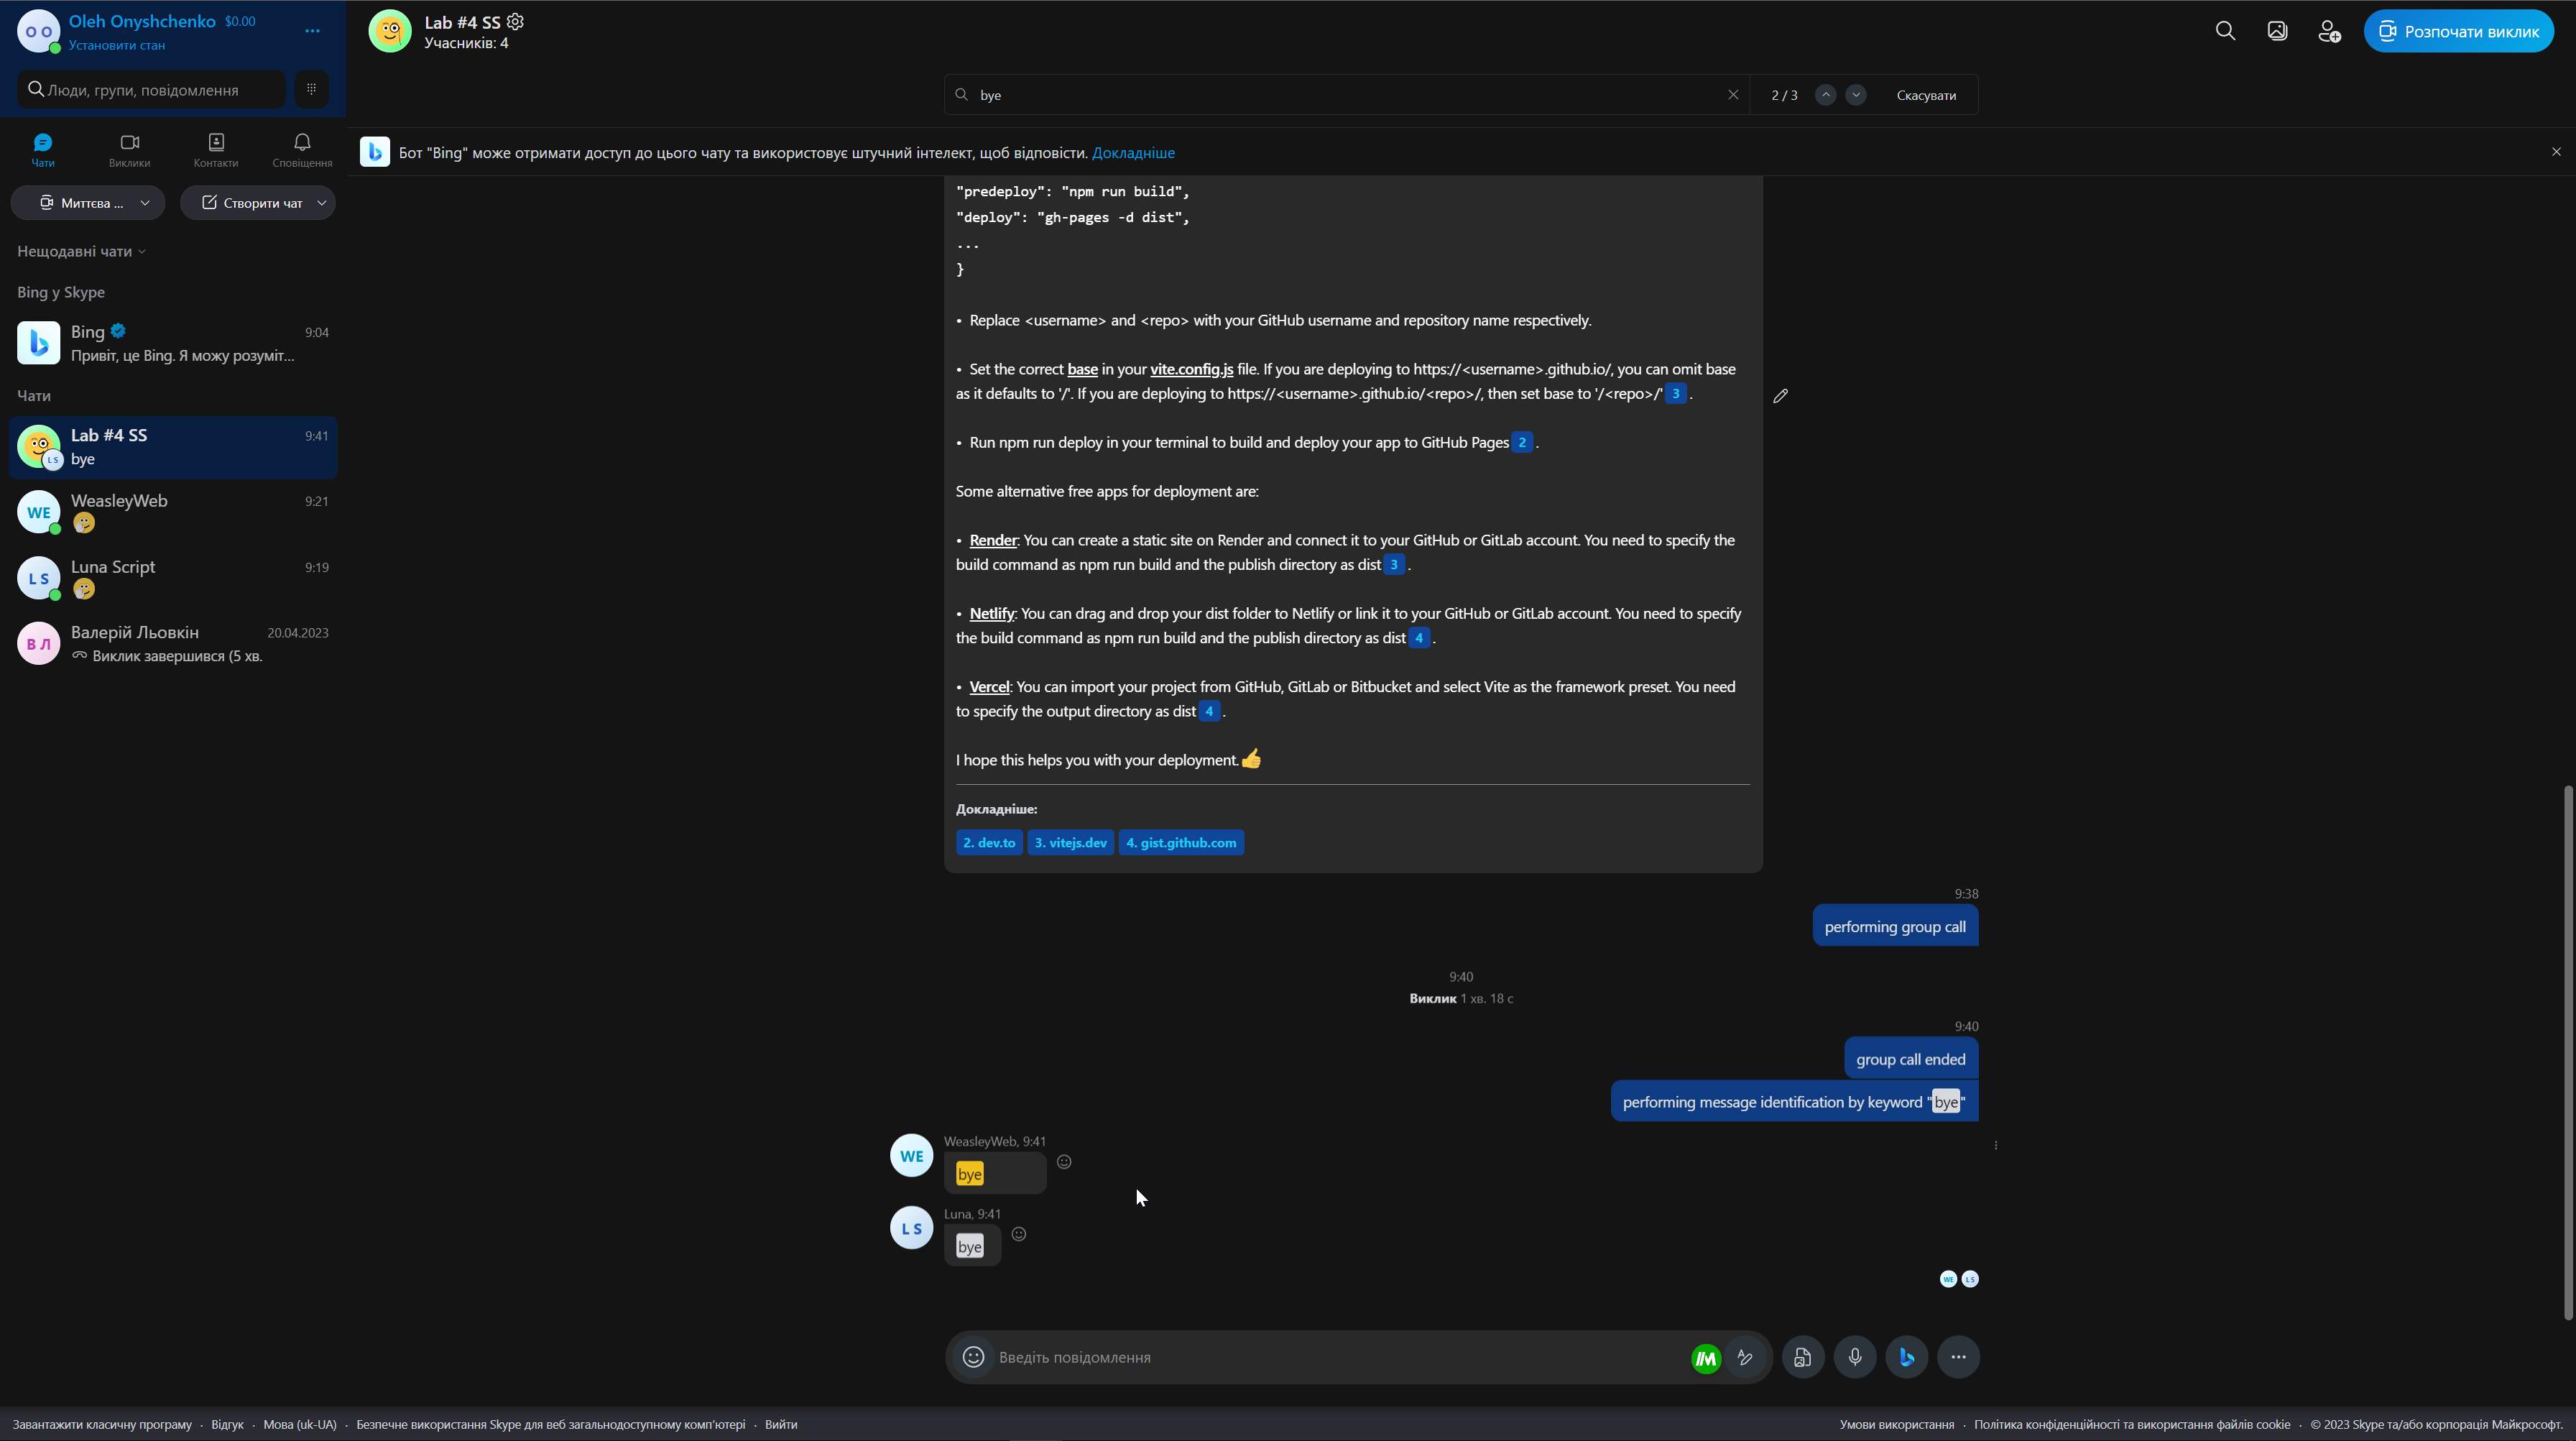 O O
Oleh Onyshchenko $0.00
Установити стан
Люди, групи, повідомлення
Чати
Виклики
Контакти
Сповіщення
Миттєва ...
Створити чат
Нещодавні чати
Bing у Skype
Bing 9:04
Привіт, це Bing. Я можу розуміт...
Чати
Lab #4 SS 9:41
LS
bye
WE
WeasleyWeb 9:21
L S
Luna Script 9:19
В Л
Валерій Льовкін 20.04.2023
Виклик завершився (5 хв.
Lab #4 SS
Учасників: 4
Розпочати виклик
bye
2 / 3
Скасувати
Бот "Bing" може отримати доступ до цього чату та використовує штучний інтелект, щоб відповісти. Докладніше
"predeploy": "npm run build",
"deploy": "gh-pages -d dist",
...
}
• Replace <username> and <repo> with your GitHub username and repository name respectively.
• Set the correct base in your vite.config.js file. If you are deploying to https://<username>.github.io/, you can omit base
as it defaults to '/'. If you are deploying to https://<username>.github.io/<repo>/, then set base to '/<repo>/' 3 .
• Run npm run deploy in your terminal to build and deploy your app to GitHub Pages 2 .
Some alternative free apps for deployment are:
• Render: You can create a static site on Render and connect it to your GitHub or GitLab account. You need to specify the
build command as npm run build and the publish directory as dist 3 .
• Netlify: You can drag and drop your dist folder to Netlify or link it to your GitHub or GitLab account. You need to specify
the build command as npm run build and the publish directory as dist 4 .
• Vercel: You can import your project from GitHub, GitLab or Bitbucket and select Vite as the framework preset. You need
to specify the output directory as dist 4 .
I hope this helps you with your deployment.
Докладніше:
2. dev.to 3. vitejs.dev 4. gist.github.com
9:38
performing group call
9:40
Виклик 1 хв. 18 с
9:40
group call ended
performing message identification by keyword "bye"
WeasleyWeb, 9:41
WE
bye
Luna, 9:41
L S
bye
WE LS
Введіть повідомлення
Завантажити класичну програму · Відгук · Мова (uk-UA) · Безпечне використання Skype для веб загальнодоступному комп'ютері · Вийти
Умови використання · Політика конфіденційності та використання файлів cookie · © 2023 Skype та/або корпорація Майкрософт.